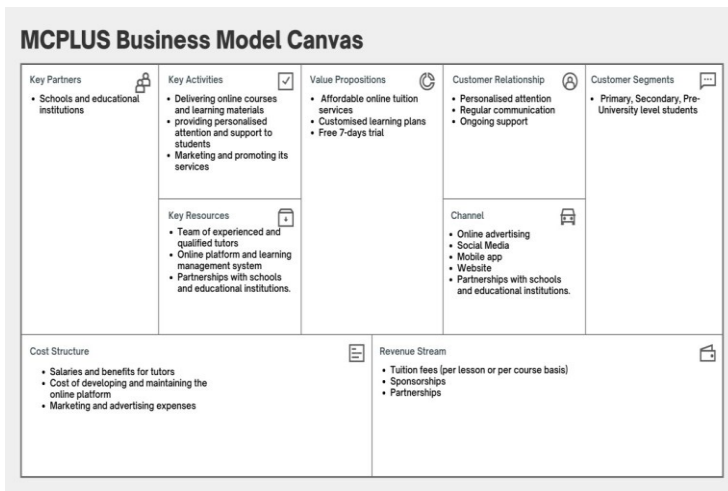 MCPLUS Business Model Canvas
Key Partners
• Schools and educational
institutions
Key Activities
• Delivering online courses
and learning materials
• providing personalised
attention and support to
students
• Marketing and promoting its
services
Key Resources
• Team of experienced and
qualified tutors
• Online platform and learning
management system
• Partnerships with schools
and educational institutions.
Value Propositions
• Affordable online tuition
services
• Customised learning plans
• Free 7-days trial
Customer Relationship
• Personalised attention
• Regular communication
• Ongoing support
Channel
• Online advertising
• Social Media
• Mobile app
• Website
• Partnerships with schools
and educational institutions.
Customer Segments
• Primary, Secondary, Pre-
University level students
Cost Structure
• Salaries and benefits for tutors
• Cost of developing and maintaining the
online platform
• Marketing and advertising expenses
Revenue Stream
• Tuition fees (per lesson or per course basis)
• Sponsorships
• Partnerships